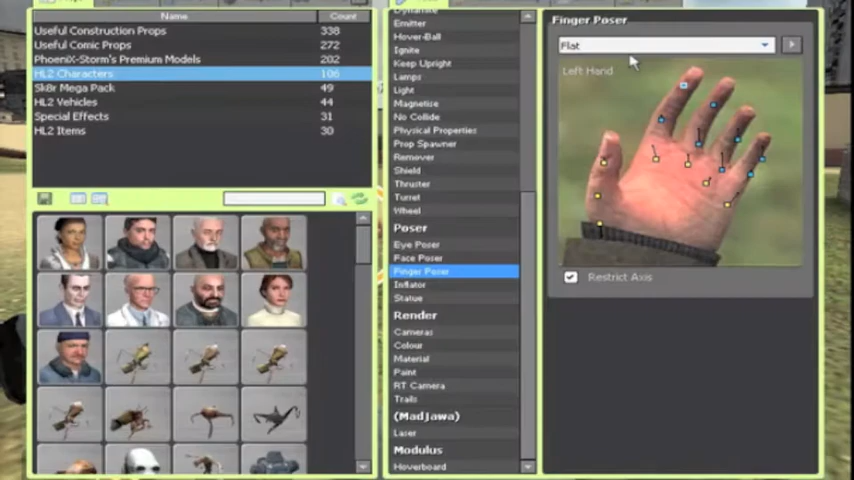 Name Count
Useful Construction Props 338
Useful Comic Props 272
PhoeniX-Storm's Premium Models 202
HL2 Characters 106
Sk8r Mega Pack 49
HL2 Vehicles 44
Special Effects 31
HL2 Items 30
Dynamite
Emitter
Hover-Ball
Ignite
Keep Upright
Lamps
Light
Magnetise
No Collide
Physical Properties
Prop Spawner
Remover
Shield
Thruster
Turret
Wheel
Poser
Eye Poser
Face Poser
Finger Poser
Inflator
Statue
Render
Cameras
Colour
Material
Paint
RT Camera
Trails
(MadJawa)
Laser
Modulus
Hoverboard
Finger Poser
Flat
Left Hand
Restrict Axis